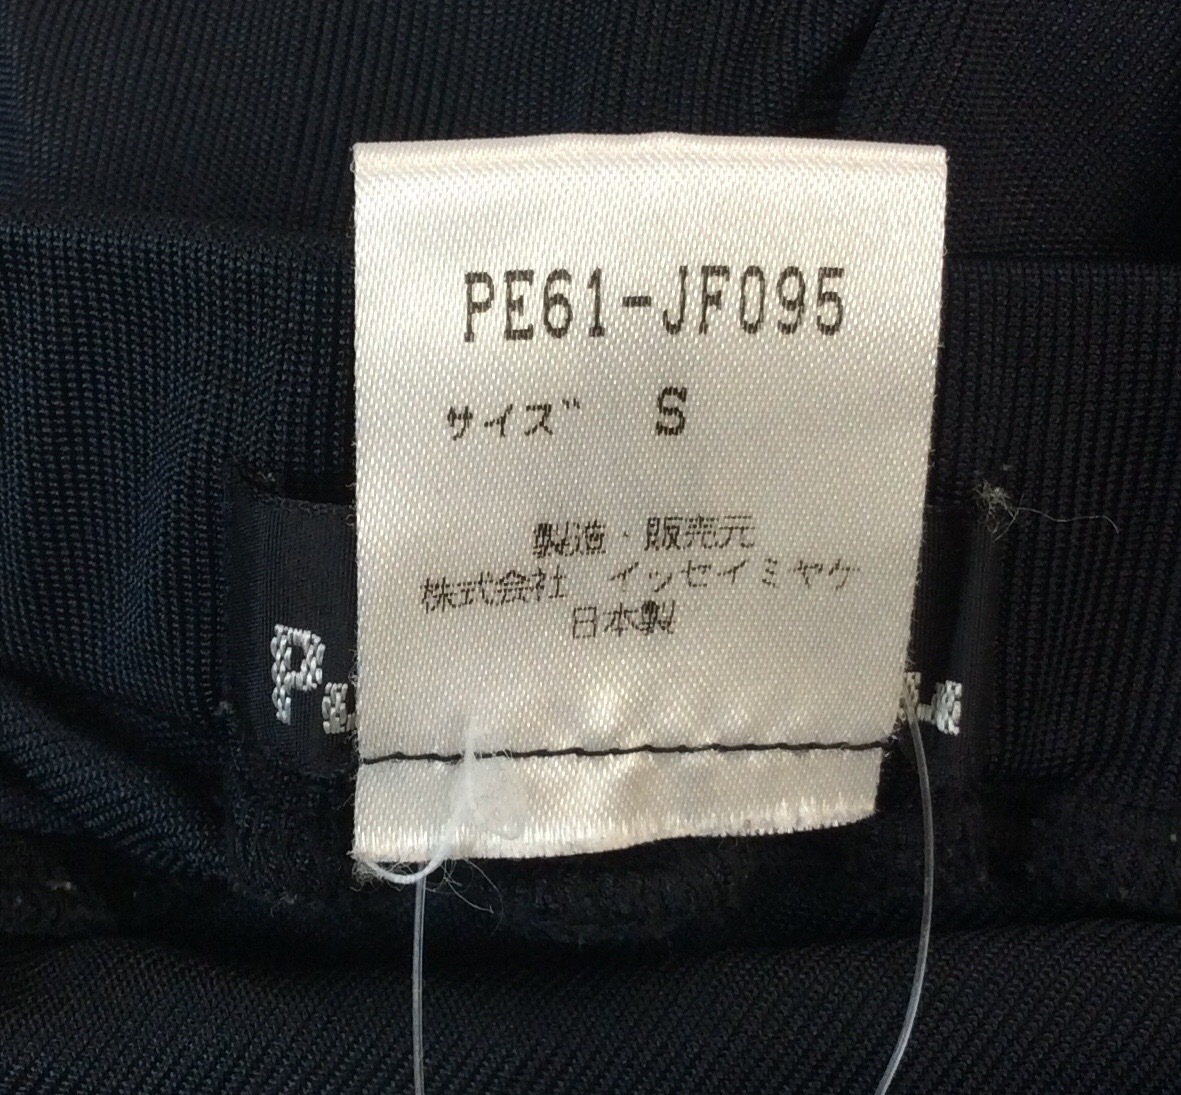 PE61-JF095
サイズ S
製造・販売元
株式会社 イッセイミヤケ
日本製
P